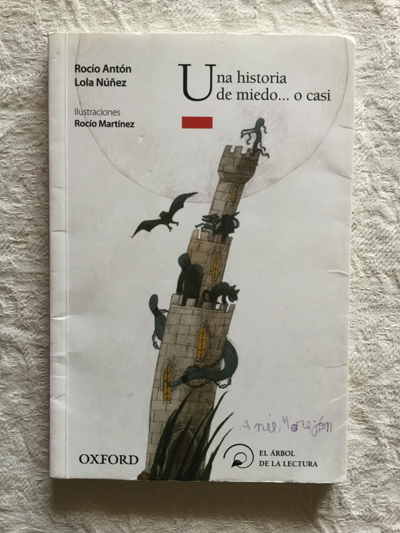 Rocío Antón
Lola Núñez
Ilustraciones
Rocío Martínez
Una historia
de miedo... o casi
OXFORD
EL ÁRBOL
DE LA LECTURA